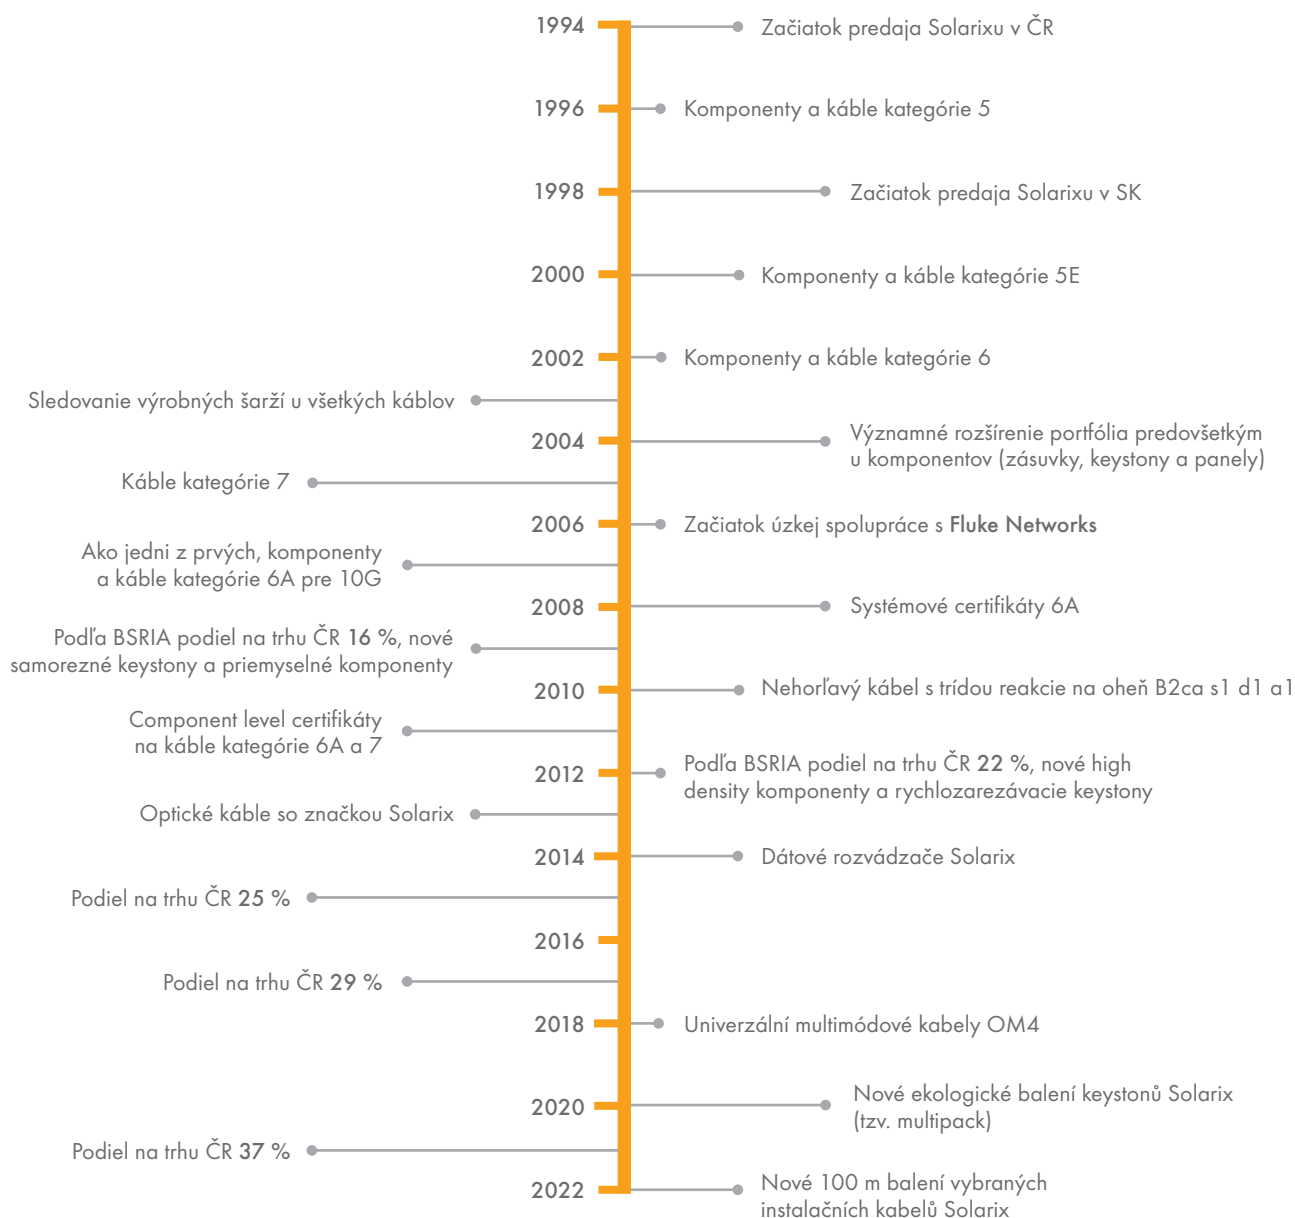 1994
Začiatok predaja Solarixu v ČR
1996
Komponenty a káble kategórie 5
1998
Začiatok predaja Solarixu v SK
2000
Komponenty a káble kategórie 5E
2002
Komponenty a káble kategórie 6
Sledovanie výrobných šarží u všetkých káblov
2004
Významné rozšírenie portfólia predovšetkým
u komponentov (zásuvky, keystony a panely)
Káble kategórie 7
2006
Začiatok úzkej spolupráce s Fluke Networks
Ako jedni z prvých, komponenty
a káble kategórie 6A pre 10G
2008
Systémové certifikáty 6A
Podľa BSRIA podiel na trhu ČR 16 %, nové
samorezné keystony a priemyselné komponenty
2010
Nehorľavý kábel s trídou reakcie na oheň B2ca s1 d1 a1
Component level certifikáty
na káble kategórie 6A a 7
2012
Podľa BSRIA podiel na trhu ČR 22 %, nové high
density komponenty a rychlozarezávacie keystony
Optické káble so značkou Solarix
2014
Dátové rozvádzače Solarix
Podiel na trhu ČR 25 %
2016
Podiel na trhu ČR 29 %
2018
Univerzální multimódové kabely OM4
2020
Nové ekologické balení keystonů Solarix
(tzv. multipack)
Podiel na trhu ČR 37 %
2022
Nové 100 m balení vybraných
instalačních kabelů Solarix